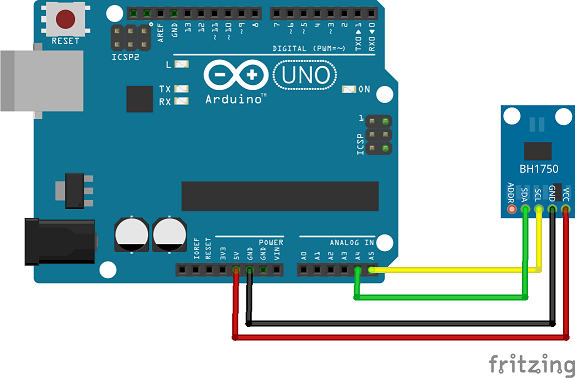 RESET
ICSP2
AREF
GND
13
12
~11
~10
~9
8
7
~6
~5
4
~3
2
TXD▶1
RXD◀0
DIGITAL (PWM=~)
L
TX
RX
Arduino™
UNO
ON
1
ICSP
BH1750
ADDR
SDA
SCL
GND
VCC
POWER
ANALOG IN
IOREF
RESET
3V3
5V
GND
GND
VIN
A0
A1
A2
A3
A4
A5
fritzing